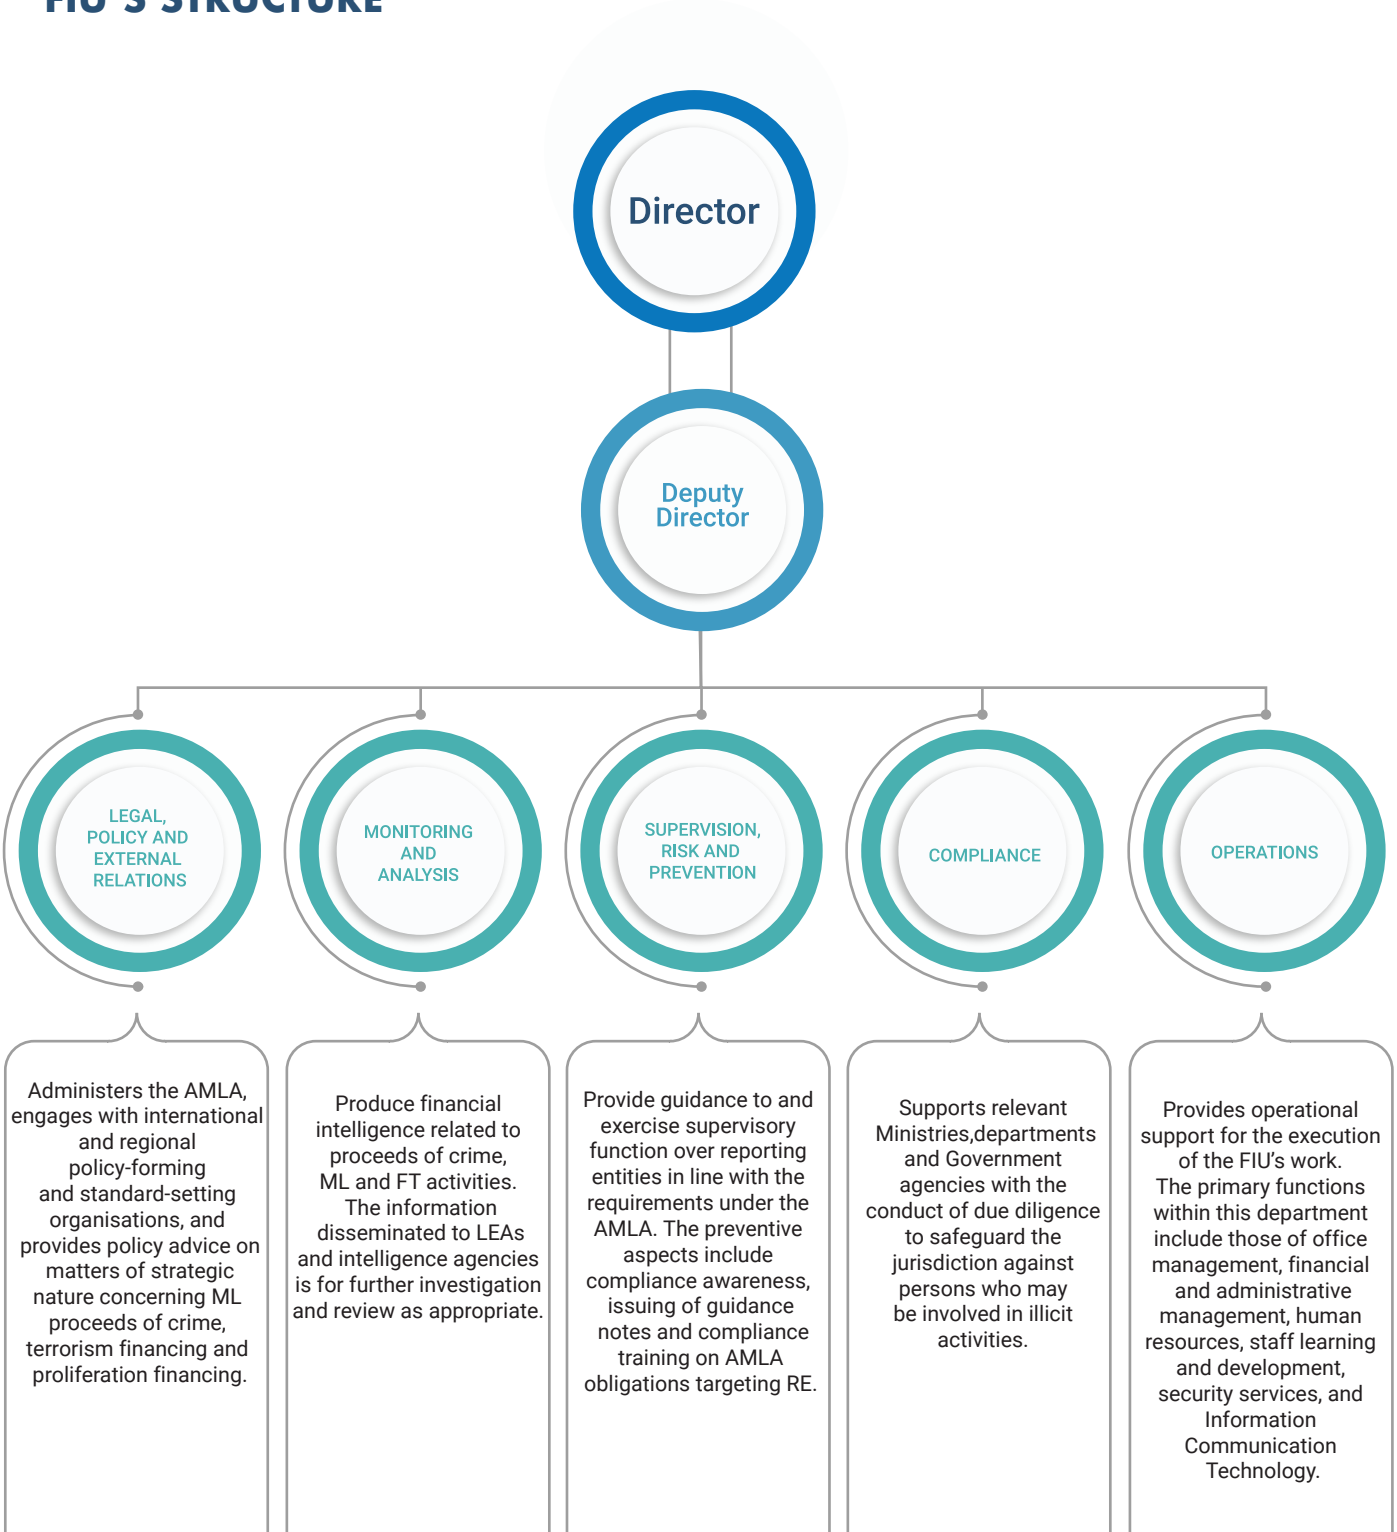 FIU'S STRUCTURE
Director
Deputy
Director
LEGAL,
POLICY AND
EXTERNAL
RELATIONS
MONITORING
AND
ANALYSIS
SUPERVISION,
RISK AND
PREVENTION
COMPLIANCE
OPERATIONS
Administers the AMLA,
engages with international
and regional
policy-forming
and standard-setting
organisations, and
provides policy advice on
matters of strategic
nature concerning ML
proceeds of crime,
terrorism financing and
proliferation financing.
Produce financial
intelligence related to
proceeds of crime,
ML and FT activities.
The information
disseminated to LEAs
and intelligence agencies
is for further investigation
and review as appropriate.
Provide guidance to and
exercise supervisory
function over reporting
entities in line with the
requirements under the
AMLA. The preventive
aspects include
compliance awareness,
issuing of guidance
notes and compliance
training on AMLA
obligations targeting RE.
Supports relevant
Ministries,departments
and Government
agencies with the
conduct of due diligence
to safeguard the
jurisdiction against
persons who may
be involved in illicit
activities.
Provides operational
support for the execution
of the FIU's work.
The primary functions
within this department
include those of office
management, financial
and administrative
management, human
resources, staff learning
and development,
security services, and
Information
Communication
Technology.